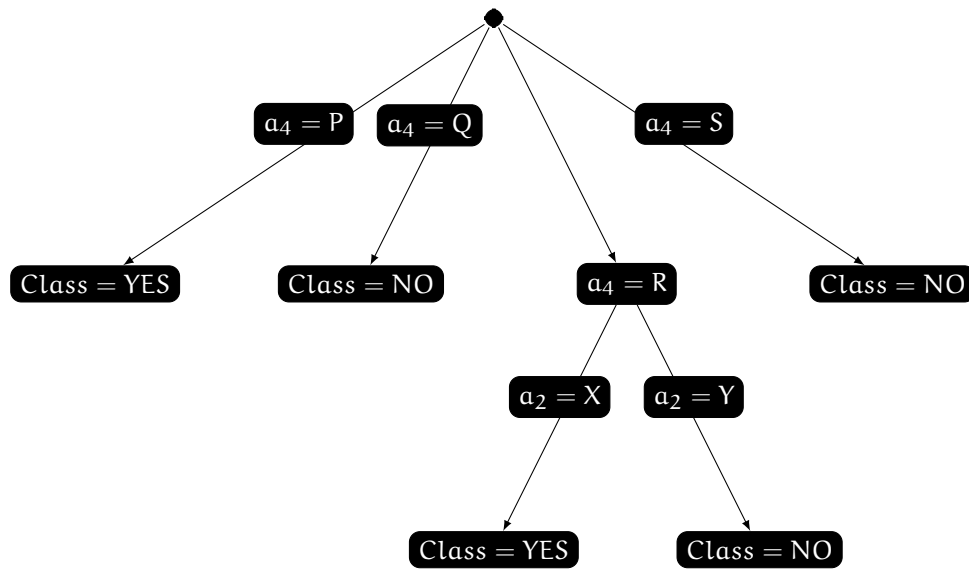 a₄ = P
a₄ = Q
a₄ = S
Class = YES
Class = NO
a₄ = R
Class = NO
a₂ = X
a₂ = Y
Class = YES
Class = NO